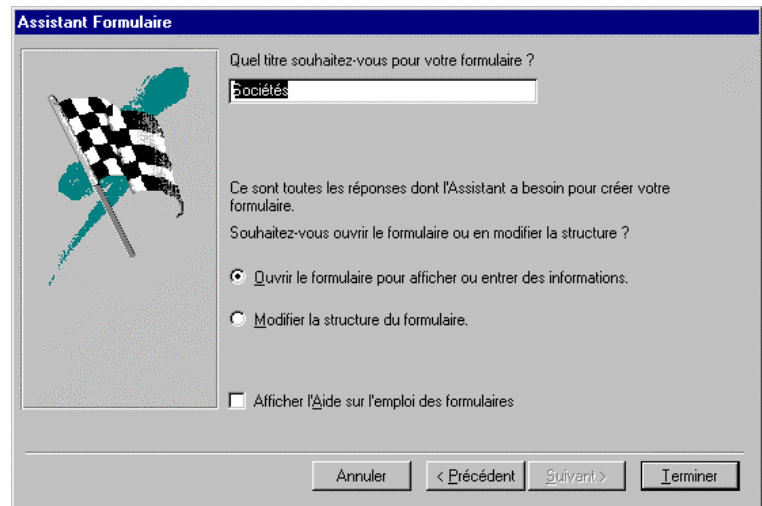 Assistant Formulaire
Quel titre souhaitez-vous pour votre formulaire ?
Sociétés
Ce sont toutes les réponses dont l'Assistant a besoin pour créer votre
formulaire.
Souhaitez-vous ouvrir le formulaire ou en modifier la structure ?
Ouvrir le formulaire pour afficher ou entrer des informations.
Modifier la structure du formulaire.
Afficher l'Aide sur l'emploi des formulaires
Annuler < Précédent Suivant > Terminer